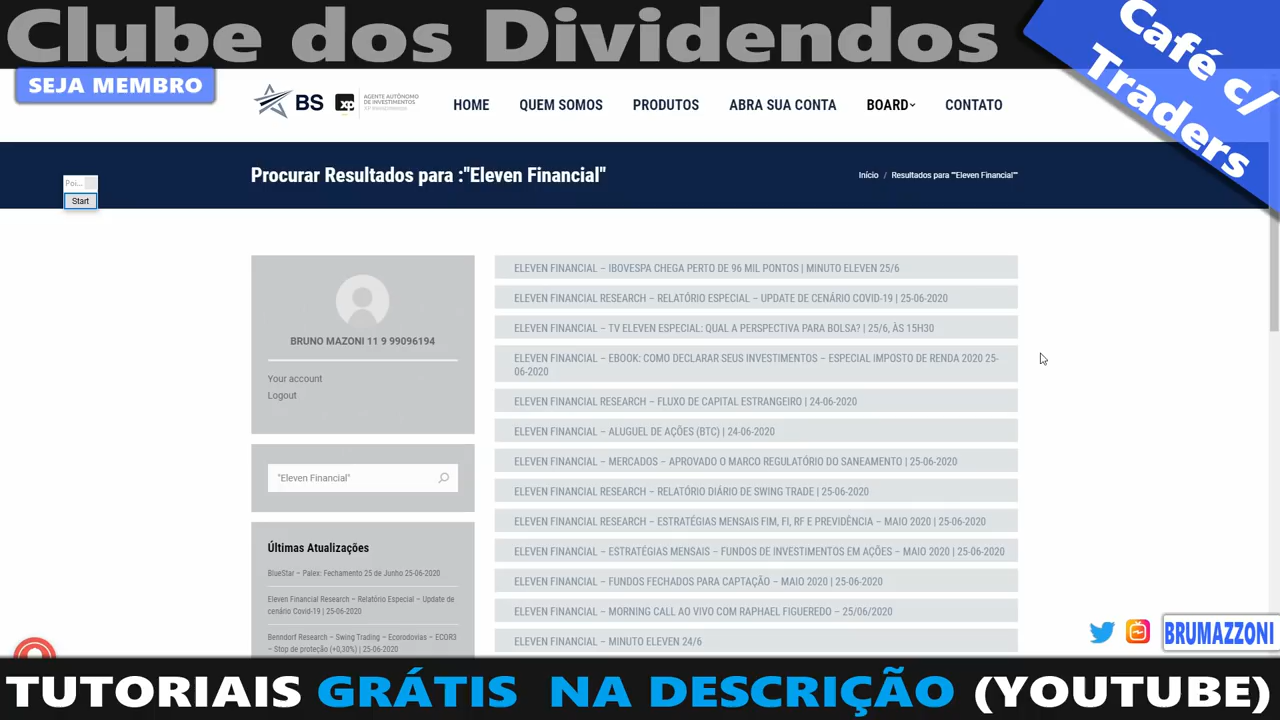 Clube dos Dividendos
Café c/
Traders
SEJA MEMBRO
BS
xp
AGENTE AUTÔNOMO
DE INVESTIMENTOS
HOME
QUEM SOMOS
PRODUTOS
ABRA SUA CONTA
BOARD
CONTATO
Procurar Resultados para :"Eleven Financial"
Início / Resultados para ""Eleven Financial""
Poi...
Start
BRUNO MAZONI 11 9 99096194
Your account
Logout
"Eleven Financial"
Últimas Atualizações
BlueStar – Palex: Fechamento 25 de Junho 25-06-2020
Eleven Financial Research – Relatório Especial – Update de
cenário Covid-19 | 25-06-2020
Benndorf Research – Swing Trading – Ecorodovias – ECOR3
– Stop de proteção (+0,30%) | 25-06-2020
ELEVEN FINANCIAL – IBOVESPA CHEGA PERTO DE 96 MIL PONTOS | MINUTO ELEVEN 25/6
ELEVEN FINANCIAL RESEARCH – RELATÓRIO ESPECIAL – UPDATE DE CENÁRIO COVID-19 | 25-06-2020
ELEVEN FINANCIAL – TV ELEVEN ESPECIAL: QUAL A PERSPECTIVA PARA BOLSA? | 25/6, ÀS 15H30
ELEVEN FINANCIAL – EBOOK: COMO DECLARAR SEUS INVESTIMENTOS – ESPECIAL IMPOSTO DE RENDA 2020 25-
06-2020
ELEVEN FINANCIAL RESEARCH – FLUXO DE CAPITAL ESTRANGEIRO | 24-06-2020
ELEVEN FINANCIAL – ALUGUEL DE AÇÕES (BTC) | 24-06-2020
ELEVEN FINANCIAL – MERCADOS – APROVADO O MARCO REGULATÓRIO DO SANEAMENTO | 25-06-2020
ELEVEN FINANCIAL RESEARCH – RELATÓRIO DIÁRIO DE SWING TRADE | 25-06-2020
ELEVEN FINANCIAL RESEARCH – ESTRATÉGIAS MENSAIS FIM, FI, RF E PREVIDÊNCIA – MAIO 2020 | 25-06-2020
ELEVEN FINANCIAL – ESTRATÉGIAS MENSAIS – FUNDOS DE INVESTIMENTOS EM AÇÕES – MAIO 2020 | 25-06-2020
ELEVEN FINANCIAL – FUNDOS FECHADOS PARA CAPTAÇÃO – MAIO 2020 | 25-06-2020
ELEVEN FINANCIAL – MORNING CALL AO VIVO COM RAPHAEL FIGUEREDO – 25/06/2020
ELEVEN FINANCIAL – MINUTO ELEVEN 24/6
BRUMAZZONI
TUTORIAIS GRÁTIS NA DESCRIÇÃO (YOUTUBE)